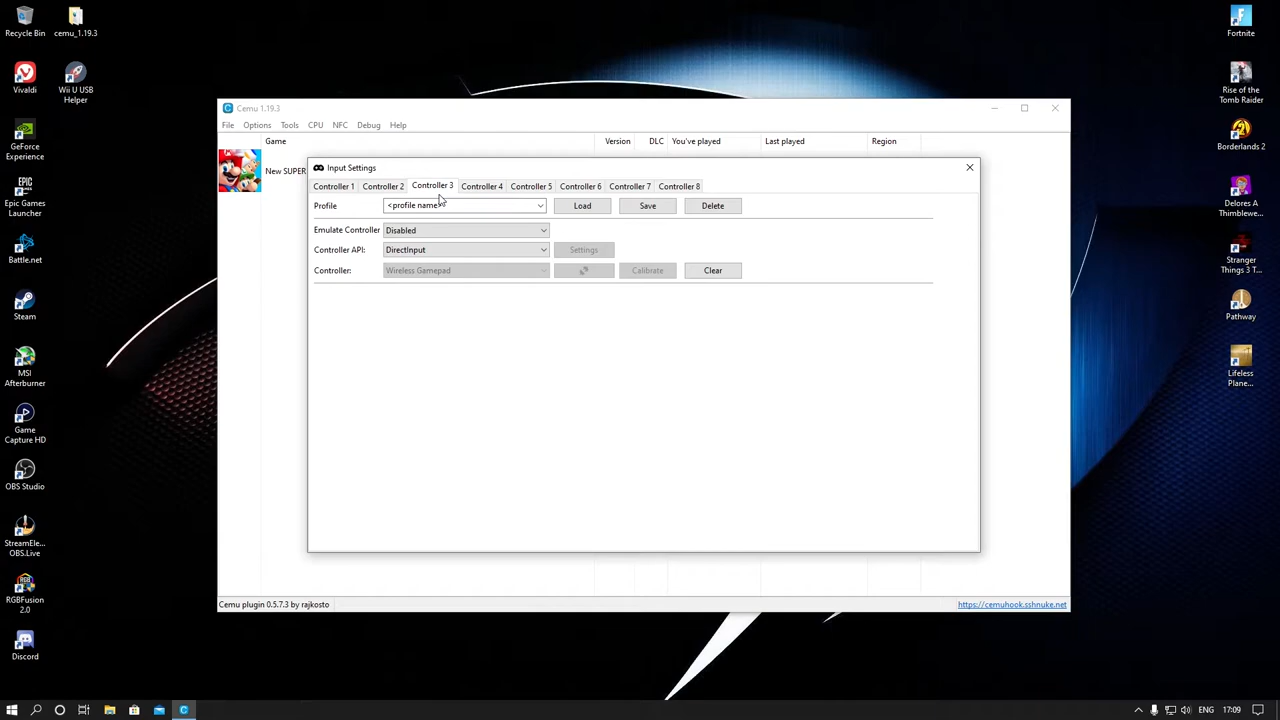 Recycle Bin
cemu_1.19.3
Vivaldi
Wii U USB
Helper
GeForce
Experience
Epic Games
Launcher
Battle.net
Steam
MSI
Afterburner
Game
Capture HD
OBS Studio
StreamEle...
OBS.Live
RGBFusion
2.0
Discord
Cemu 1.19.3
File Options Tools CPU NFC Debug Help
Game Version DLC You've played Last played Region
New SUPER
Input Settings
Controller 1 Controller 2 Controller 3 Controller 4 Controller 5 Controller 6 Controller 7 Controller 8
Profile <profile name> Load Save Delete
Emulate Controller Disabled
Controller API: DirectInput Settings
Controller: Wireless Gamepad Calibrate Clear
Cemu plugin 0.5.7.3 by rajkosto
https://cemuhook.sshnuke.net
Fortnite
Rise of the
Tomb Raider
Borderlands 2
Delores A
Thimblewe...
Stranger
Things 3 T...
Pathway
Lifeless
Plane...
ENG 17:09